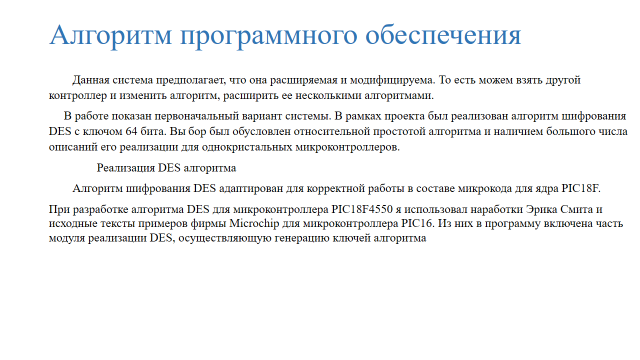 Алгоритм программного обеспечения
Данная система предполагает, что она расширяемая и модифицируема. То есть можем взять другой
контроллер и изменить алгоритм, расширить ее несколькими алгоритмами.
В работе показан первоначальный вариант системы. В рамках проекта был реализован алгоритм шифрования
DES с ключом 64 бита. Вы бор был обусловлен относительной простотой алгоритма и наличием большого числа
описаний его реализации для однокристальных микроконтроллеров.
Реализация DES алгоритма
Алгоритм шифрования DES адаптирован для корректной работы в составе микрокода для ядра PIC18F.
При разработке алгоритма DES для микроконтроллера PIC18F4550 я использовал наработки Эрика Смита и
исходные тексты примеров фирмы Microchip для микроконтроллера PIC16. Из них в программу включена часть
модуля реализации DES, осуществляющую генерацию ключей алгоритма